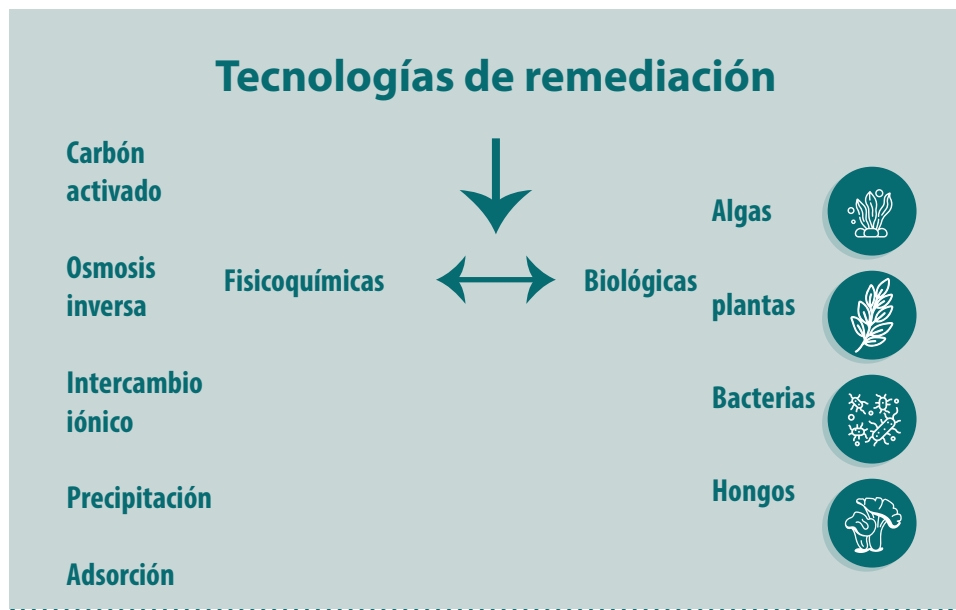 Tecnologías de remediación
Carbón
activado
Osmosis
inversa
Intercambio
iónico
Precipitación
Adsorción
Fisicoquímicas
Biológicas
Algas
plantas
Bacterias
Hongos